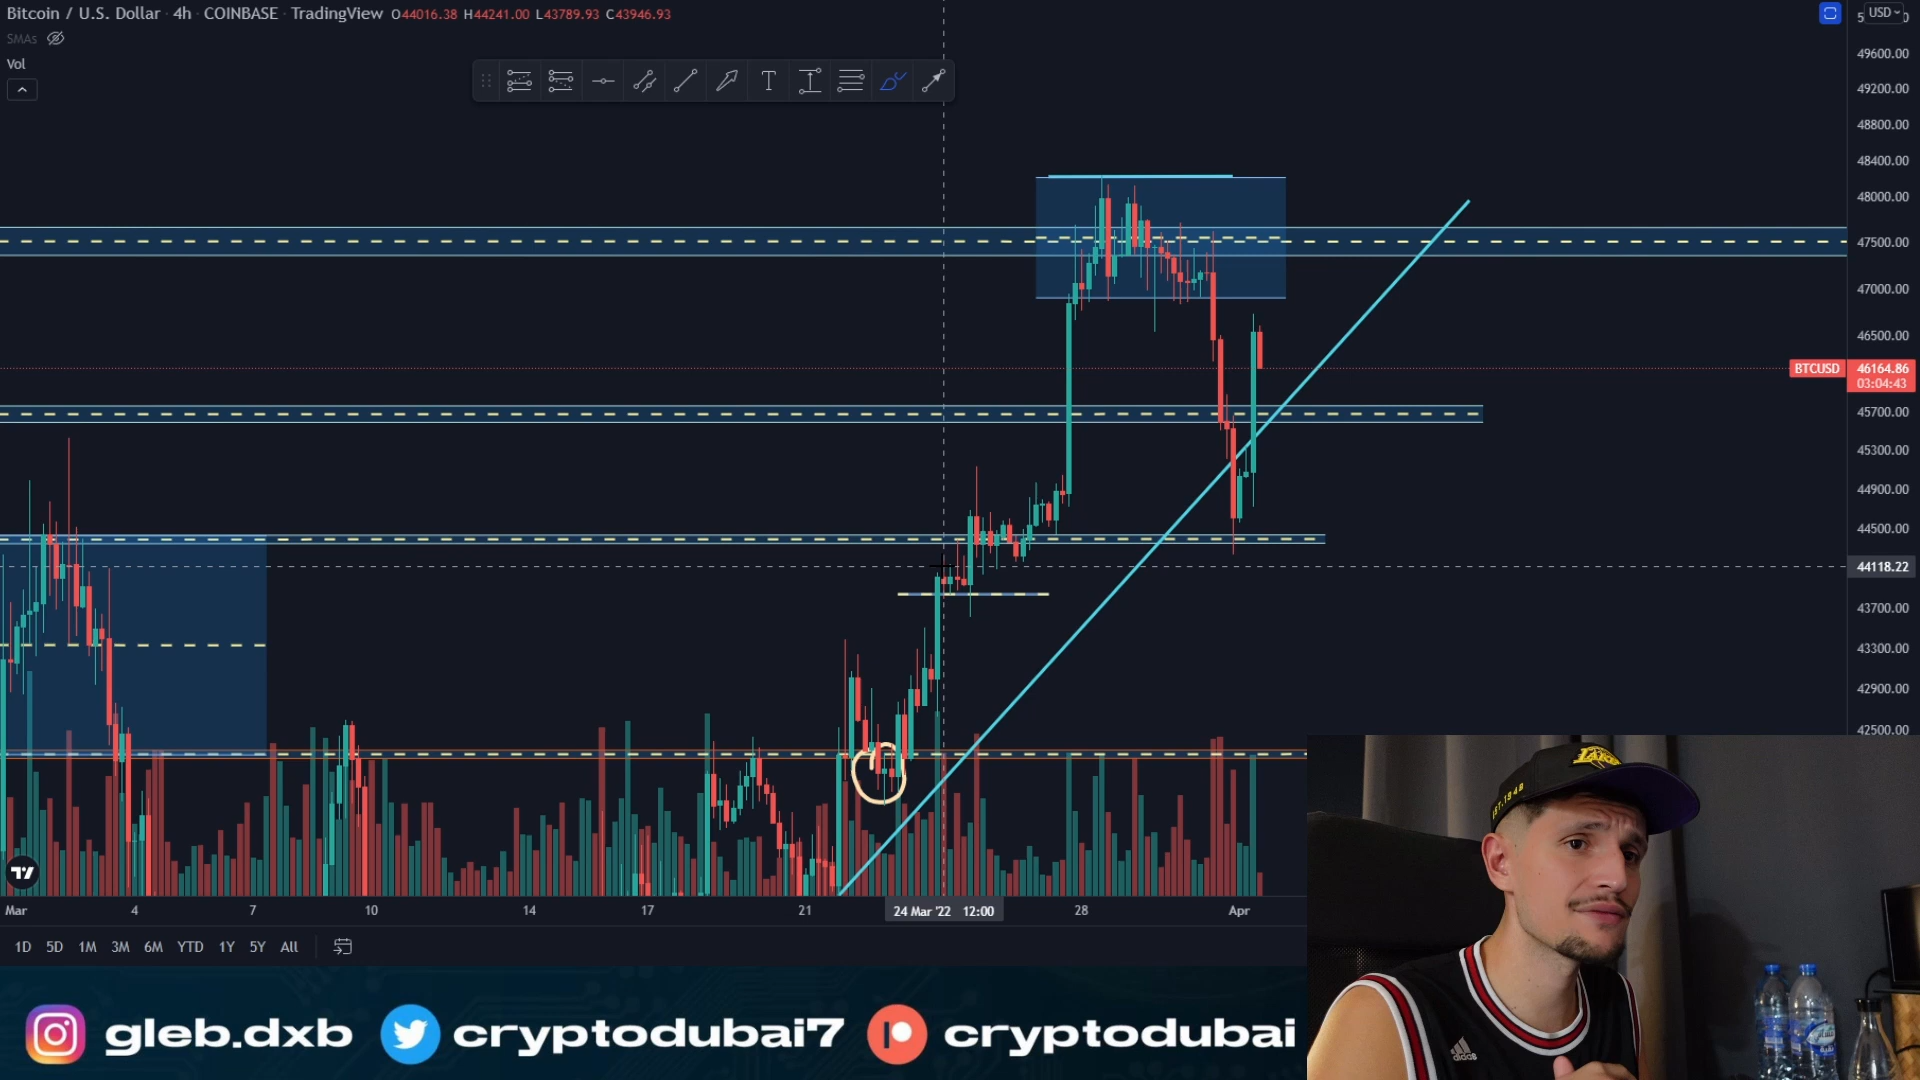 Bitcoin / U.S. Dollar · 4h · COINBASE · TradingView O44016.38 H44241.00 L43789.93 C43946.93
USD
SMAs
49600.00
Vol
49200.00
T
48800.00
48400.00
48000.00
47500.00
47000.00
46500.00
BTCUSD 46164.86
03:04:43
45700.00
45300.00
44900.00
44500.00
44118.22
43700.00
43300.00
42900.00
42500.00
LAKERS
EST. 1948
Mar 4 7 10 14 17 21 24 Mar '22 12:00 28 Apr
1D 5D 1M 3M 6M YTD 1Y 5Y All
gleb.dxb cryptodubai7 cryptodubai
adidas